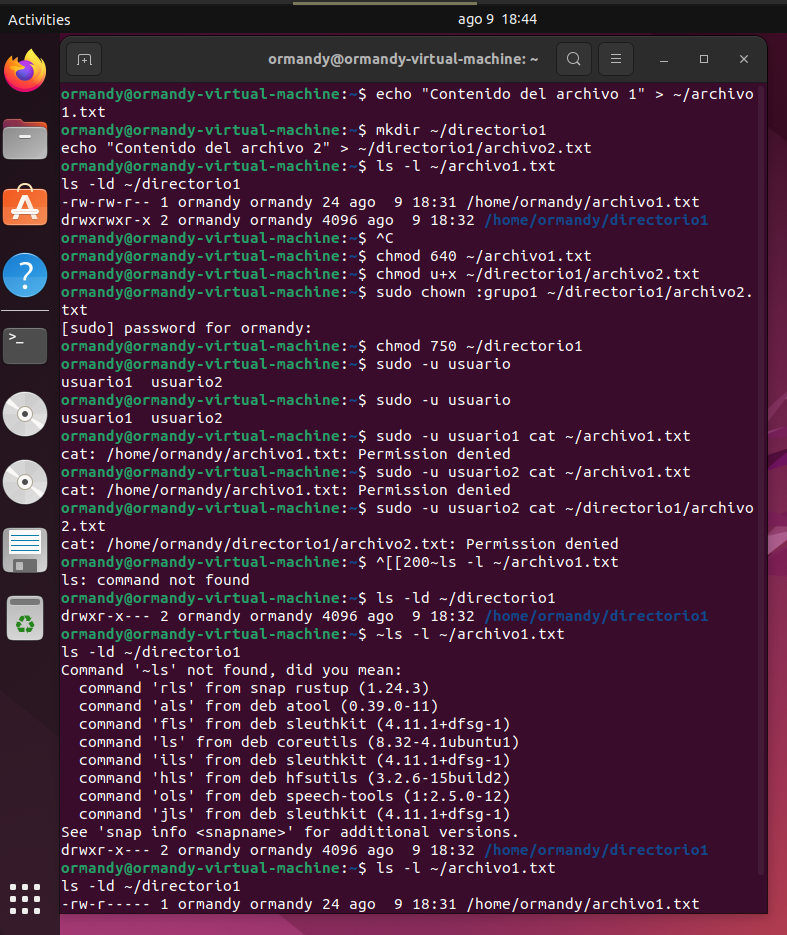 Activities
ago 9 18:44
ormandy@ormandy-virtual-machine: ~
ormandy@ormandy-virtual-machine:~$ echo "Contenido del archivo 1" > ~/archivo
1.txt
ormandy@ormandy-virtual-machine:~$ mkdir ~/directorio1
echo "Contenido del archivo 2" > ~/directorio1/archivo2.txt
ormandy@ormandy-virtual-machine:~$ ls -l ~/archivo1.txt
ls -ld ~/directorio1
-rw-rw-r-- 1 ormandy ormandy 24 ago  9 18:31 /home/ormandy/archivo1.txt
drwxrwxr-x 2 ormandy ormandy 4096 ago  9 18:32 /home/ormandy/directorio1
ormandy@ormandy-virtual-machine:~$ ^C
ormandy@ormandy-virtual-machine:~$ chmod 640 ~/archivo1.txt
ormandy@ormandy-virtual-machine:~$ chmod u+x ~/directorio1/archivo2.txt
ormandy@ormandy-virtual-machine:~$ sudo chown :grupo1 ~/directorio1/archivo2.
txt
[sudo] password for ormandy:
ormandy@ormandy-virtual-machine:~$ chmod 750 ~/directorio1
ormandy@ormandy-virtual-machine:~$ sudo -u usuario
usuario1  usuario2
ormandy@ormandy-virtual-machine:~$ sudo -u usuario
usuario1  usuario2
ormandy@ormandy-virtual-machine:~$ sudo -u usuario1 cat ~/archivo1.txt
cat: /home/ormandy/archivo1.txt: Permission denied
ormandy@ormandy-virtual-machine:~$ sudo -u usuario2 cat ~/archivo1.txt
cat: /home/ormandy/archivo1.txt: Permission denied
ormandy@ormandy-virtual-machine:~$ sudo -u usuario2 cat ~/directorio1/archivo
2.txt
cat: /home/ormandy/directorio1/archivo2.txt: Permission denied
ormandy@ormandy-virtual-machine:~$ ^[[200~ls -l ~/archivo1.txt
ls: command not found
ormandy@ormandy-virtual-machine:~$ ls -ld ~/directorio1
drwxr-x--- 2 ormandy ormandy 4096 ago  9 18:32 /home/ormandy/directorio1
ormandy@ormandy-virtual-machine:~$ ~ls -l ~/archivo1.txt
ls -ld ~/directorio1
Command '~ls' not found, did you mean:
  command 'rls' from snap rustup (1.24.3)
  command 'als' from deb atool (0.39.0-11)
  command 'fls' from deb sleuthkit (4.11.1+dfsg-1)
  command 'ls' from deb coreutils (8.32-4.1ubuntu1)
  command 'ils' from deb sleuthkit (4.11.1+dfsg-1)
  command 'hls' from deb hfsutils (3.2.6-15build2)
  command 'ols' from deb speech-tools (1:2.5.0-12)
  command 'jls' from deb sleuthkit (4.11.1+dfsg-1)
See 'snap info <snapname>' for additional versions.
drwxr-x--- 2 ormandy ormandy 4096 ago  9 18:32 /home/ormandy/directorio1
ormandy@ormandy-virtual-machine:~$ ls -l ~/archivo1.txt
ls -ld ~/directorio1
-rw-r----- 1 ormandy ormandy 24 ago  9 18:31 /home/ormandy/archivo1.txt